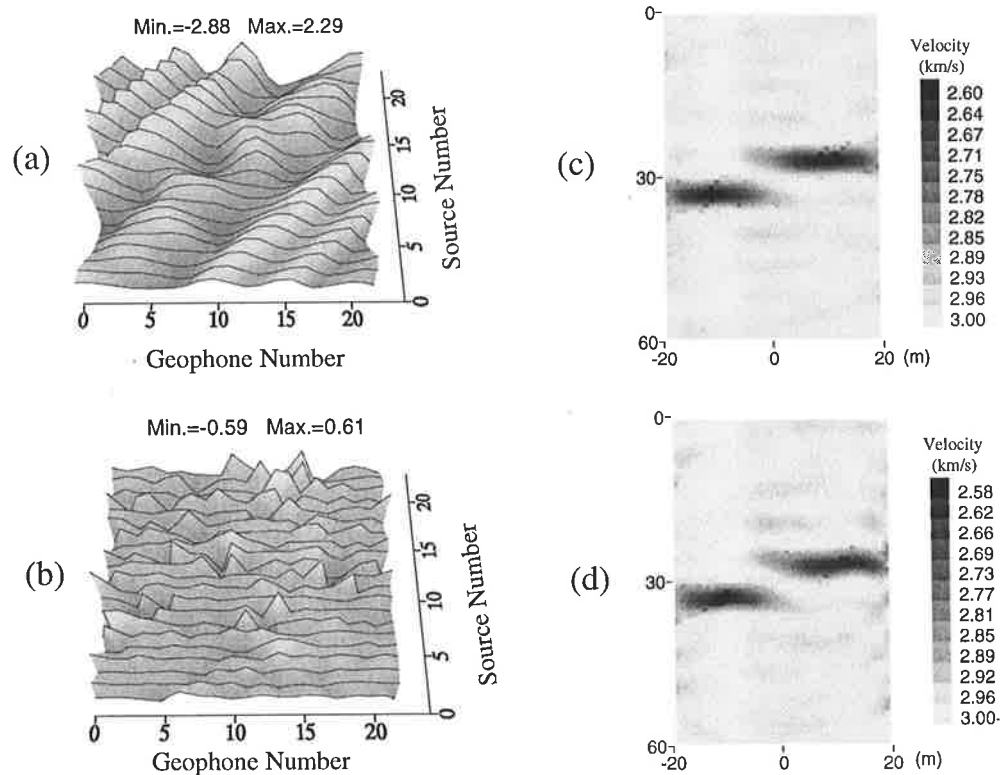 (a)
Min.=-2.88 Max.=2.29
20
15
10
5
0
Source Number
0 5 10 15 20
Geophone Number
(b)
Min.=-0.59 Max.=0.61
20
15
10
5
0
Source Number
0 5 10 15 20
Geophone Number
(c)
0
30
60
-20 0 20 (m)
Velocity
(km/s)
2.60
2.64
2.67
2.71
2.75
2.78
2.82
2.85
2.89
2.93
2.96
3.00
(d)
0
30
60
-20 0 20 (m)
Velocity
(km/s)
2.58
2.62
2.66
2.69
2.73
2.77
2.81
2.85
2.89
2.92
2.96
3.00